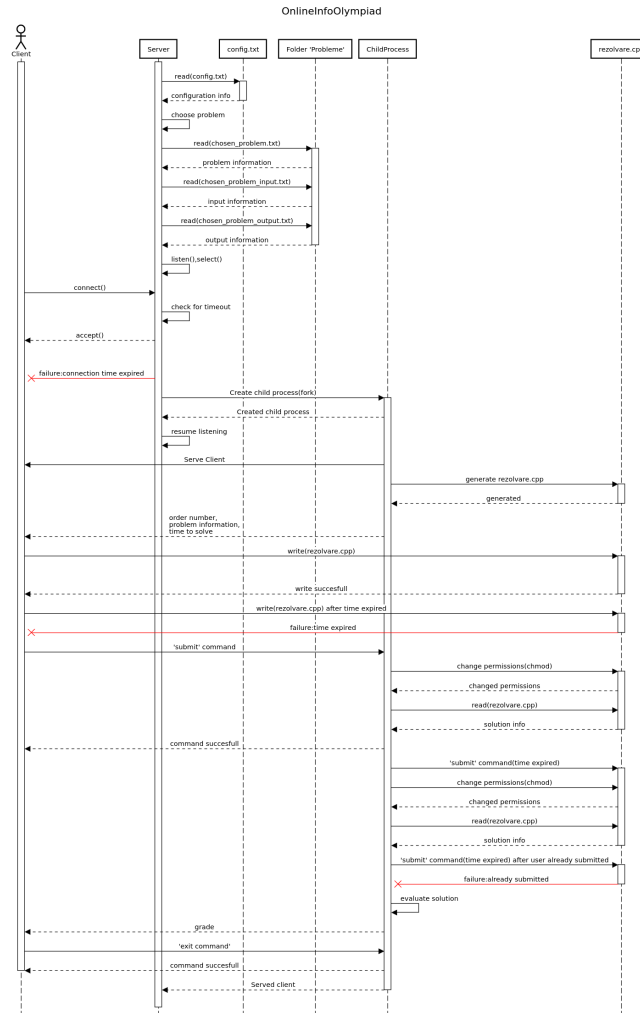 OnlineInfoOlympiad
Client
Server
config.txt
Folder 'Probleme'
ChildProcess
rezolvare.cp
read(config.txt)
configuration info
choose problem
read(chosen_problem.txt)
problem information
read(chosen_problem_input.txt)
input information
read(chosen_problem_output.txt)
output information
listen(),select()
connect()
check for timeout
accept()
failure:connection time expired
Create child process(fork)
Created child process
resume listening
Serve Client
generate rezolvare.cpp
generated
order number,
problem information,
time to solve
write(rezolvare.cpp)
write succesfull
write(rezolvare.cpp) after time expired
failure:time expired
'submit' command
change permissions(chmod)
changed permissions
read(rezolvare.cpp)
solution info
command succesfull
'submit' command(time expired)
change permissions(chmod)
changed permissions
read(rezolvare.cpp)
solution info
'submit' command(time expired) after user already submitted
failure:already submitted
evaluate solution
grade
'exit command'
command succesfull
Served client